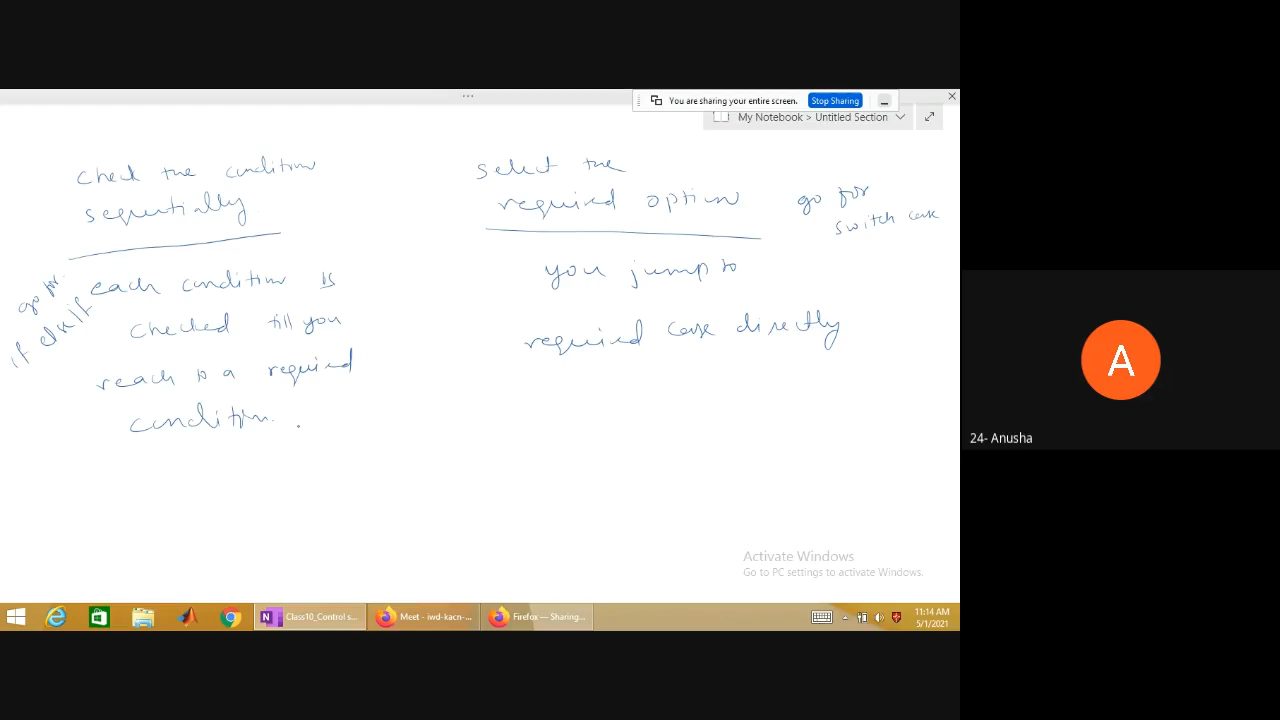 You are sharing your entire screen. Stop Sharing
My Notebook > Untitled Section
check the condition
sequentially
go for
if else if
each condition is
checked till you
reach to a required
condition.
select the
required option
go for
switch case
you jump to
required case directly
A
24- Anusha
Activate Windows
Go to PC settings to activate Windows.
Class10_Control s...
Meet - iwd-kacn-...
Firefox — Sharing...
11:14 AM
5/1/2021